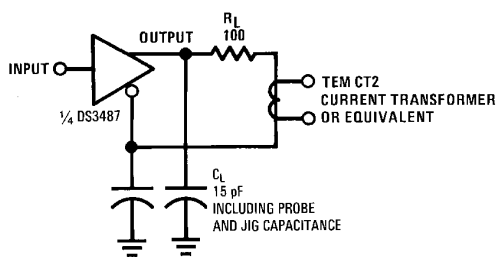 R_L
100
OUTPUT
INPUT
TEM CT2
CURRENT TRANSFORMER
OR EQUIVALENT
¼ DS3487
C_L
15 pF
INCLUDING PROBE
AND JIG CAPACITANCE